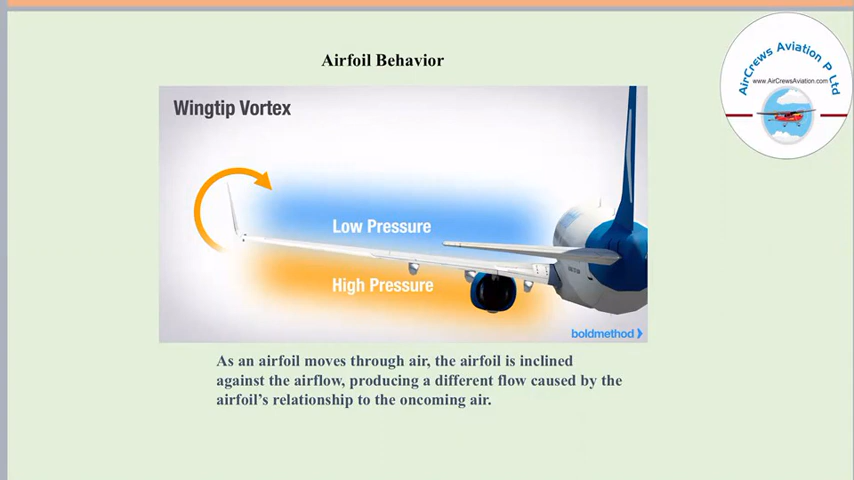 Airfoil Behavior
AirCrews Aviation P Ltd
www.AirCrewsAviation.com
Wingtip Vortex
Low Pressure
High Pressure
boldmethod
As an airfoil moves through air, the airfoil is inclined
against the airflow, producing a different flow caused by the
airfoil's relationship to the oncoming air.